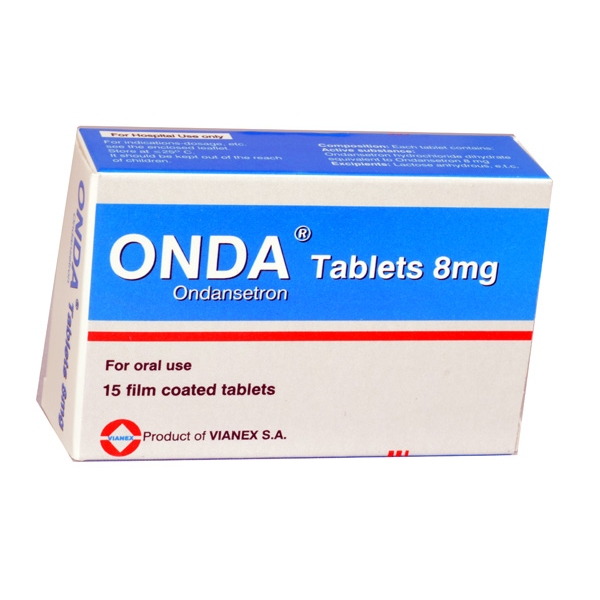 For Hospital Use only
For indications-dosage, etc.
see the enclosed leaflet.
Store at ≤25° C.
It should be kept out of the reach
of children.
Composition: Each tablet contains:
Active substance:
Ondansetron hydrochloride dihydrate
equivalent to Ondansetron 8 mg
Excipients: Lactose anhydrous, e.t.c.
ONDA® Tablets 8mg
Ondansetron
For oral use
15 film coated tablets
VIANEX
Product of VIANEX S.A.
ONDA® Tablets 8mg
Ondansetron